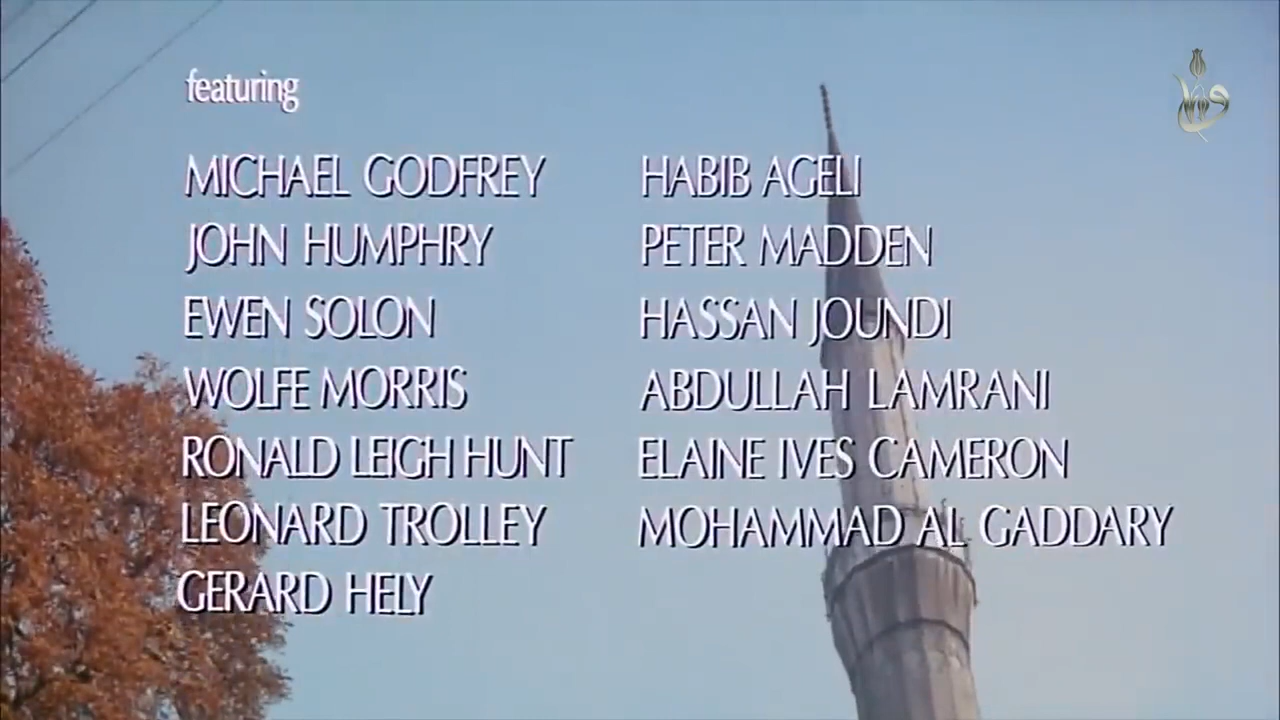 featuring
MICHAEL GODFREY
JOHN HUMPHRY
EWEN SOLON
WOLFE MORRIS
RONALD LEIGH HUNT
LEONARD TROLLEY
GERARD HELY
HABIB AGELI
PETER MADDEN
HASSAN JOUNDI
ABDULLAH LAMRANI
ELAINE IVES CAMERON
MOHAMMAD AL GADDARY